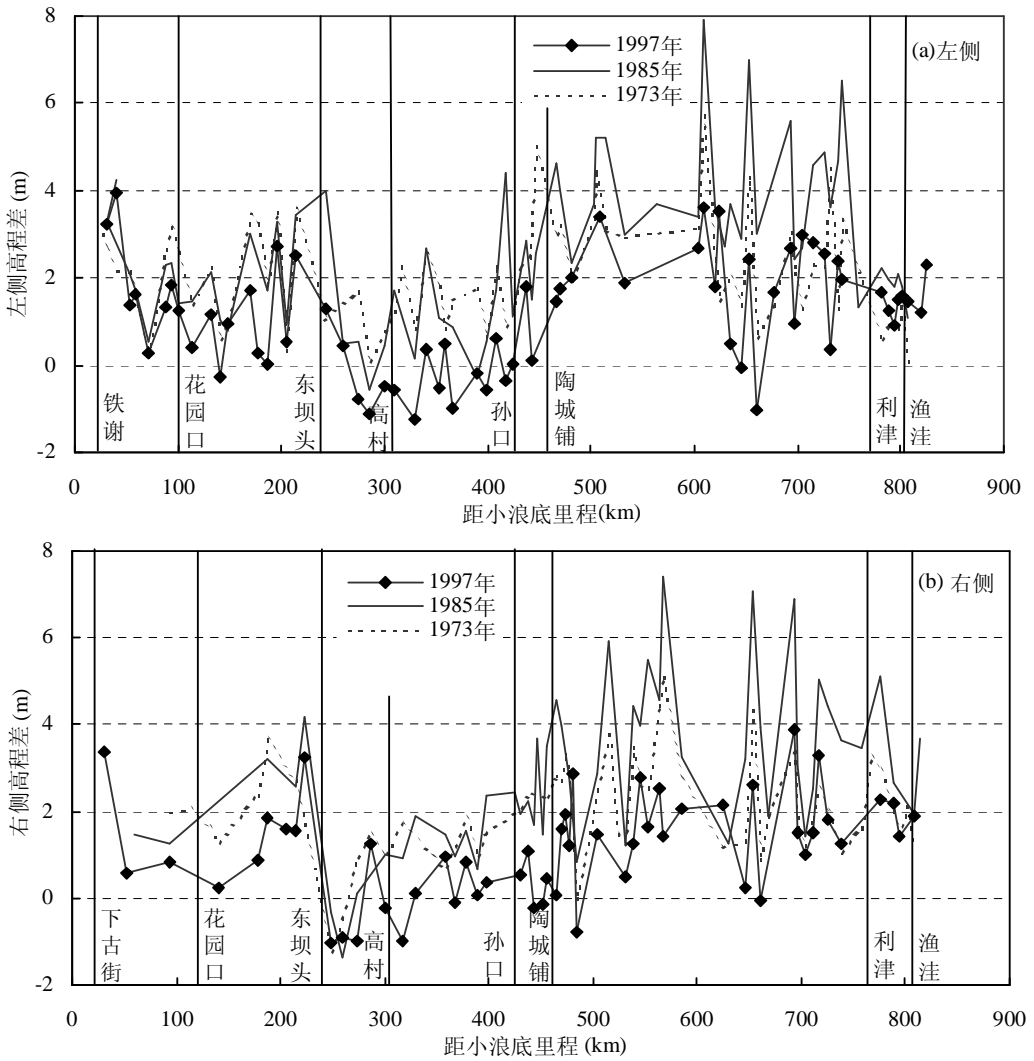 8
6
4
2
0
-2
左侧高程差 (m)
1997年
1985年
1973年
(a)左侧
铁谢
花园口
东坝头
高村
孙口
陶城铺
利津
渔洼
0 100 200 300 400 500 600 700 800 900
距小浪底里程(km)
8
6
4
2
0
-2
右侧高程差 (m)
1997年
1985年
1973年
(b) 右侧
下古街
花园口
东坝头
高村
孙口
陶城铺
利津
渔洼
0 100 200 300 400 500 600 700 800 900
距小浪底里程 (km)